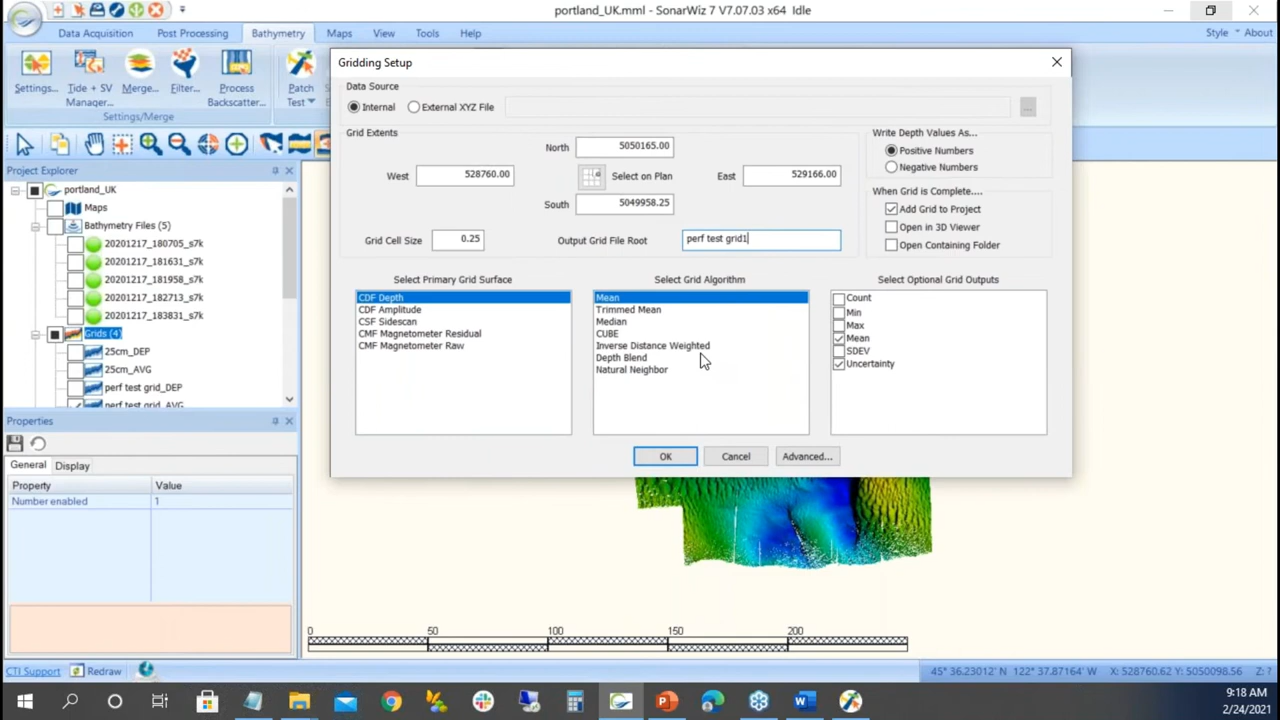 portland_UK.mml - SonarWiz 7 V7.07.03 x64 Idle
Data Acquisition Post Processing Bathymetry Maps View Tools Help Style About
Settings... Tide + SV Manager... Merge... Filter... Process Backscatter... Patch Test
Settings/Merge
Project Explorer
portland_UK
Maps
Bathymetry Files (5)
20201217_180705_s7k
20201217_181631_s7k
20201217_181958_s7k
20201217_182713_s7k
20201217_183831_s7k
Grids (4)
25cm_DEP
25cm_AVG
perf test grid_DEP
perf test grid_AVG
Properties
General Display
Property Value
Number enabled 1
Gridding Setup
Data Source
Internal External XYZ File ...
Grid Extents
North 5050165.00
West 528760.00 Select on Plan East 529166.00
South 5049958.25
Grid Cell Size 0.25 Output Grid File Root perf test grid1
Write Depth Values As...
Positive Numbers
Negative Numbers
When Grid is Complete....
Add Grid to Project
Open in 3D Viewer
Open Containing Folder
Select Primary Grid Surface
CDF Depth
CDF Amplitude
CSF Sidescan
CMF Magnetometer Residual
CMF Magnetometer Raw
Select Grid Algorithm
Mean
Trimmed Mean
Median
CUBE
Inverse Distance Weighted
Depth Blend
Natural Neighbor
Select Optional Grid Outputs
Count
Min
Max
Mean
SDEV
Uncertainty
OK Cancel Advanced...
0 50 100 150 200
CTI Support Redraw 45° 36.23012' N 122° 37.87164' W X: 528760.62 Y: 5050098.56 Z: ?
9:18 AM
2/24/2021